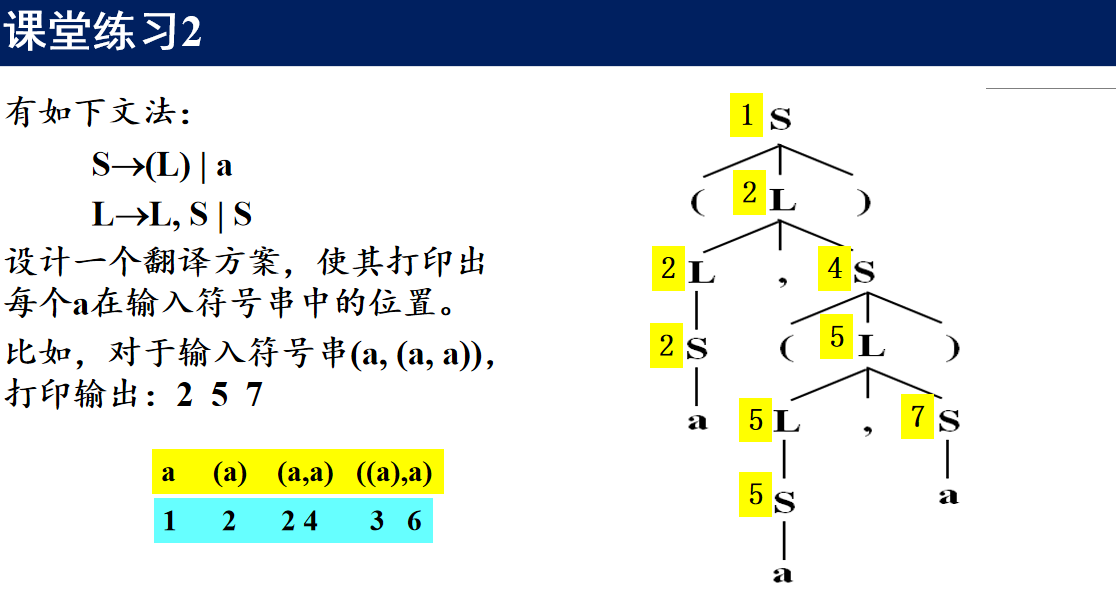 课堂练习2
有如下文法：
S→(L) | a
L→L, S | S
设计一个翻译方案，使其打印出
每个a在输入符号串中的位置。
比如，对于输入符号串(a, (a, a))，
打印输出：2 5 7
a (a) (a,a) ((a),a)
1 2 2 4 3 6
1 S
( 2 L )
2 L , 4 S
2 S ( 5 L )
a 5 L , 7 S
5 S a
a